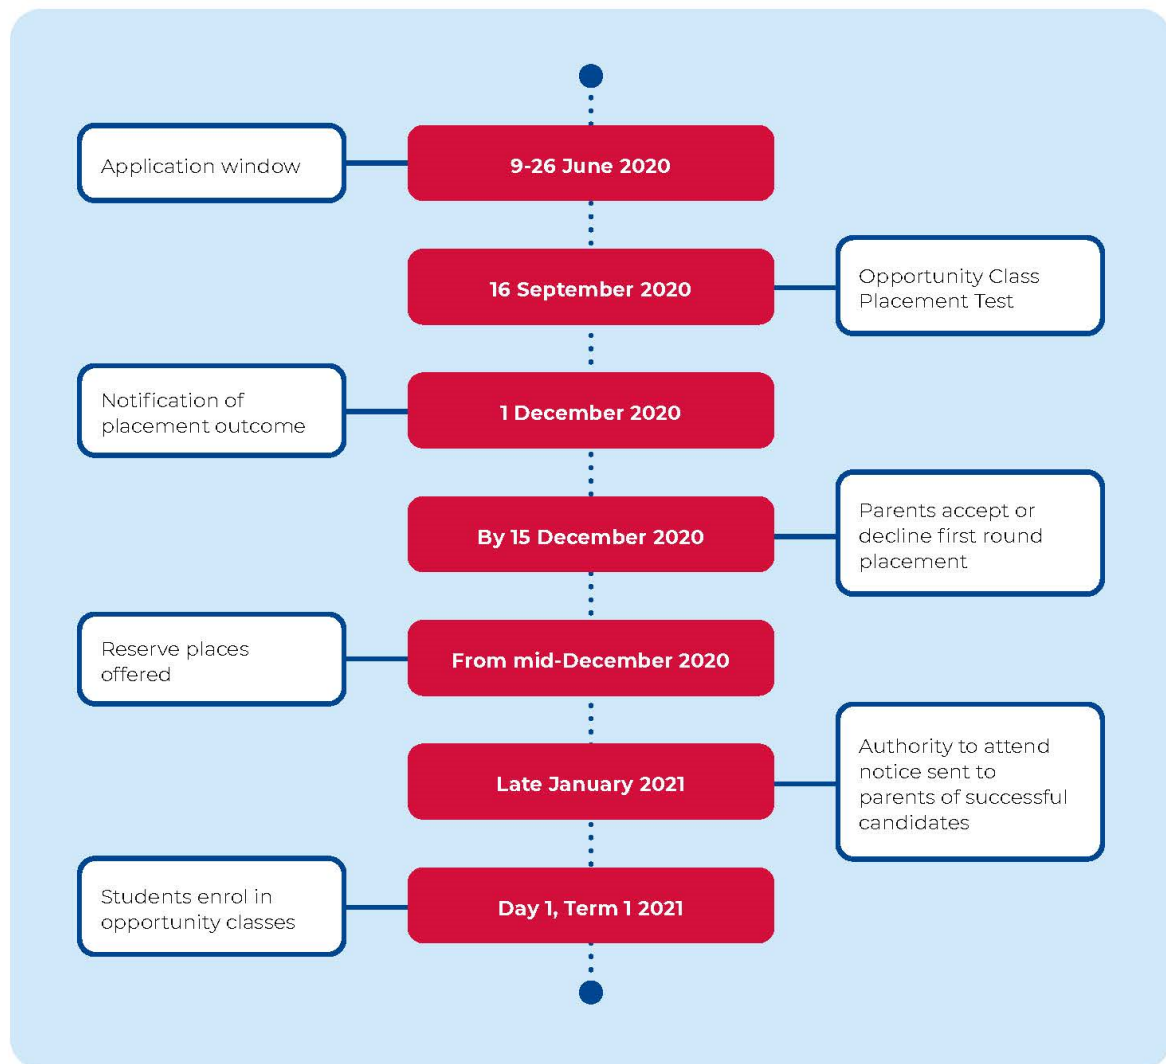 Application window
9-26 June 2020
16 September 2020
Opportunity Class
Placement Test
Notification of
placement outcome
1 December 2020
By 15 December 2020
Parents accept or
decline first round
placement
Reserve places
offered
From mid-December 2020
Late January 2021
Authority to attend
notice sent to
parents of successful
candidates
Students enrol in
opportunity classes
Day 1, Term 1 2021